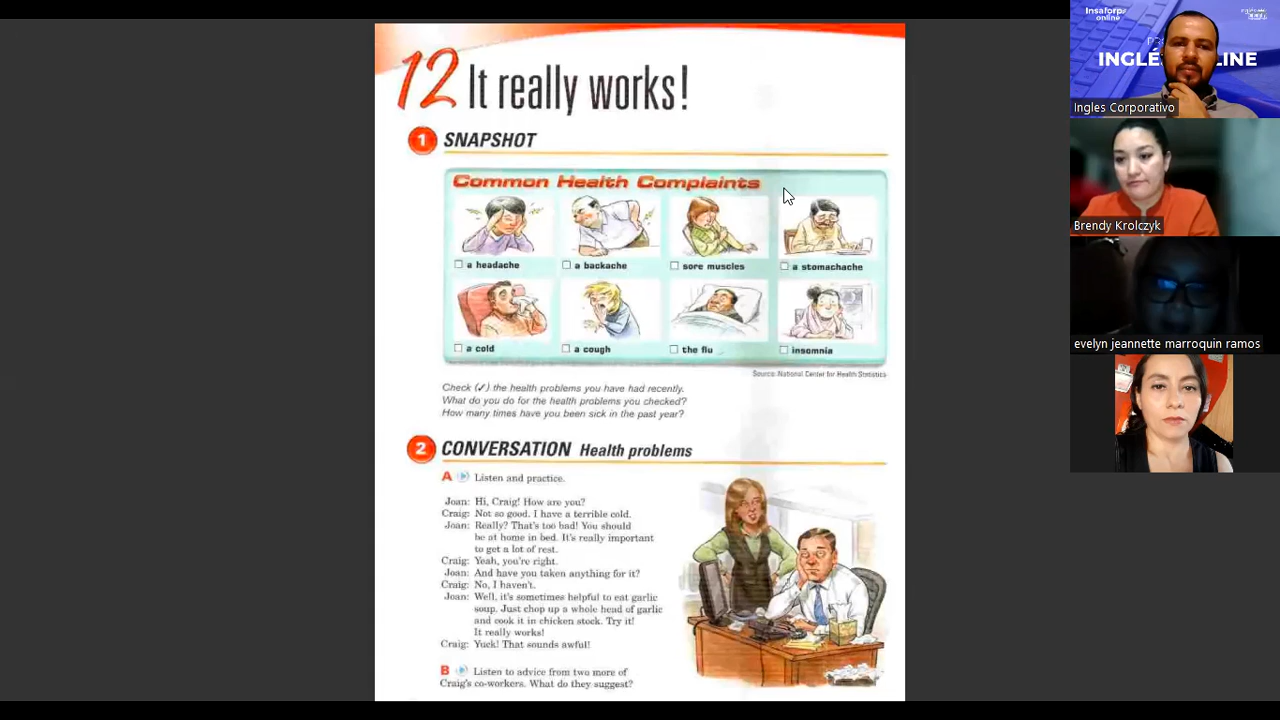 12 It really works!
1 SNAPSHOT
Common Health Complaints
a headache
a backache
sore muscles
a stomachache
a cold
a cough
the flu
insomnia
Source: National Center for Health Statistics
Check (✓) the health problems you have had recently.
What do you do for the health problems you checked?
How many times have you been sick in the past year?
2 CONVERSATION Health problems
A Listen and practice.
Joan: Hi, Craig! How are you?
Craig: Not so good. I have a terrible cold.
Joan: Really? That's too bad! You should
be at home in bed. It's really important
to get a lot of rest.
Craig: Yeah, you're right.
Joan: And have you taken anything for it?
Craig: No, I haven't.
Joan: Well, it's sometimes helpful to eat garlic
soup. Just chop up a whole head of garlic
and cook it in chicken stock. Try it!
It really works!
Craig: Yuck! That sounds awful!
B Listen to advice from two more of
Craig's co-workers. What do they suggest?
Insaforp
online
INGLÉ
LINE
Ingles Corporativo
Brendy Krolczyk
evelyn jeannette marroquin ramos